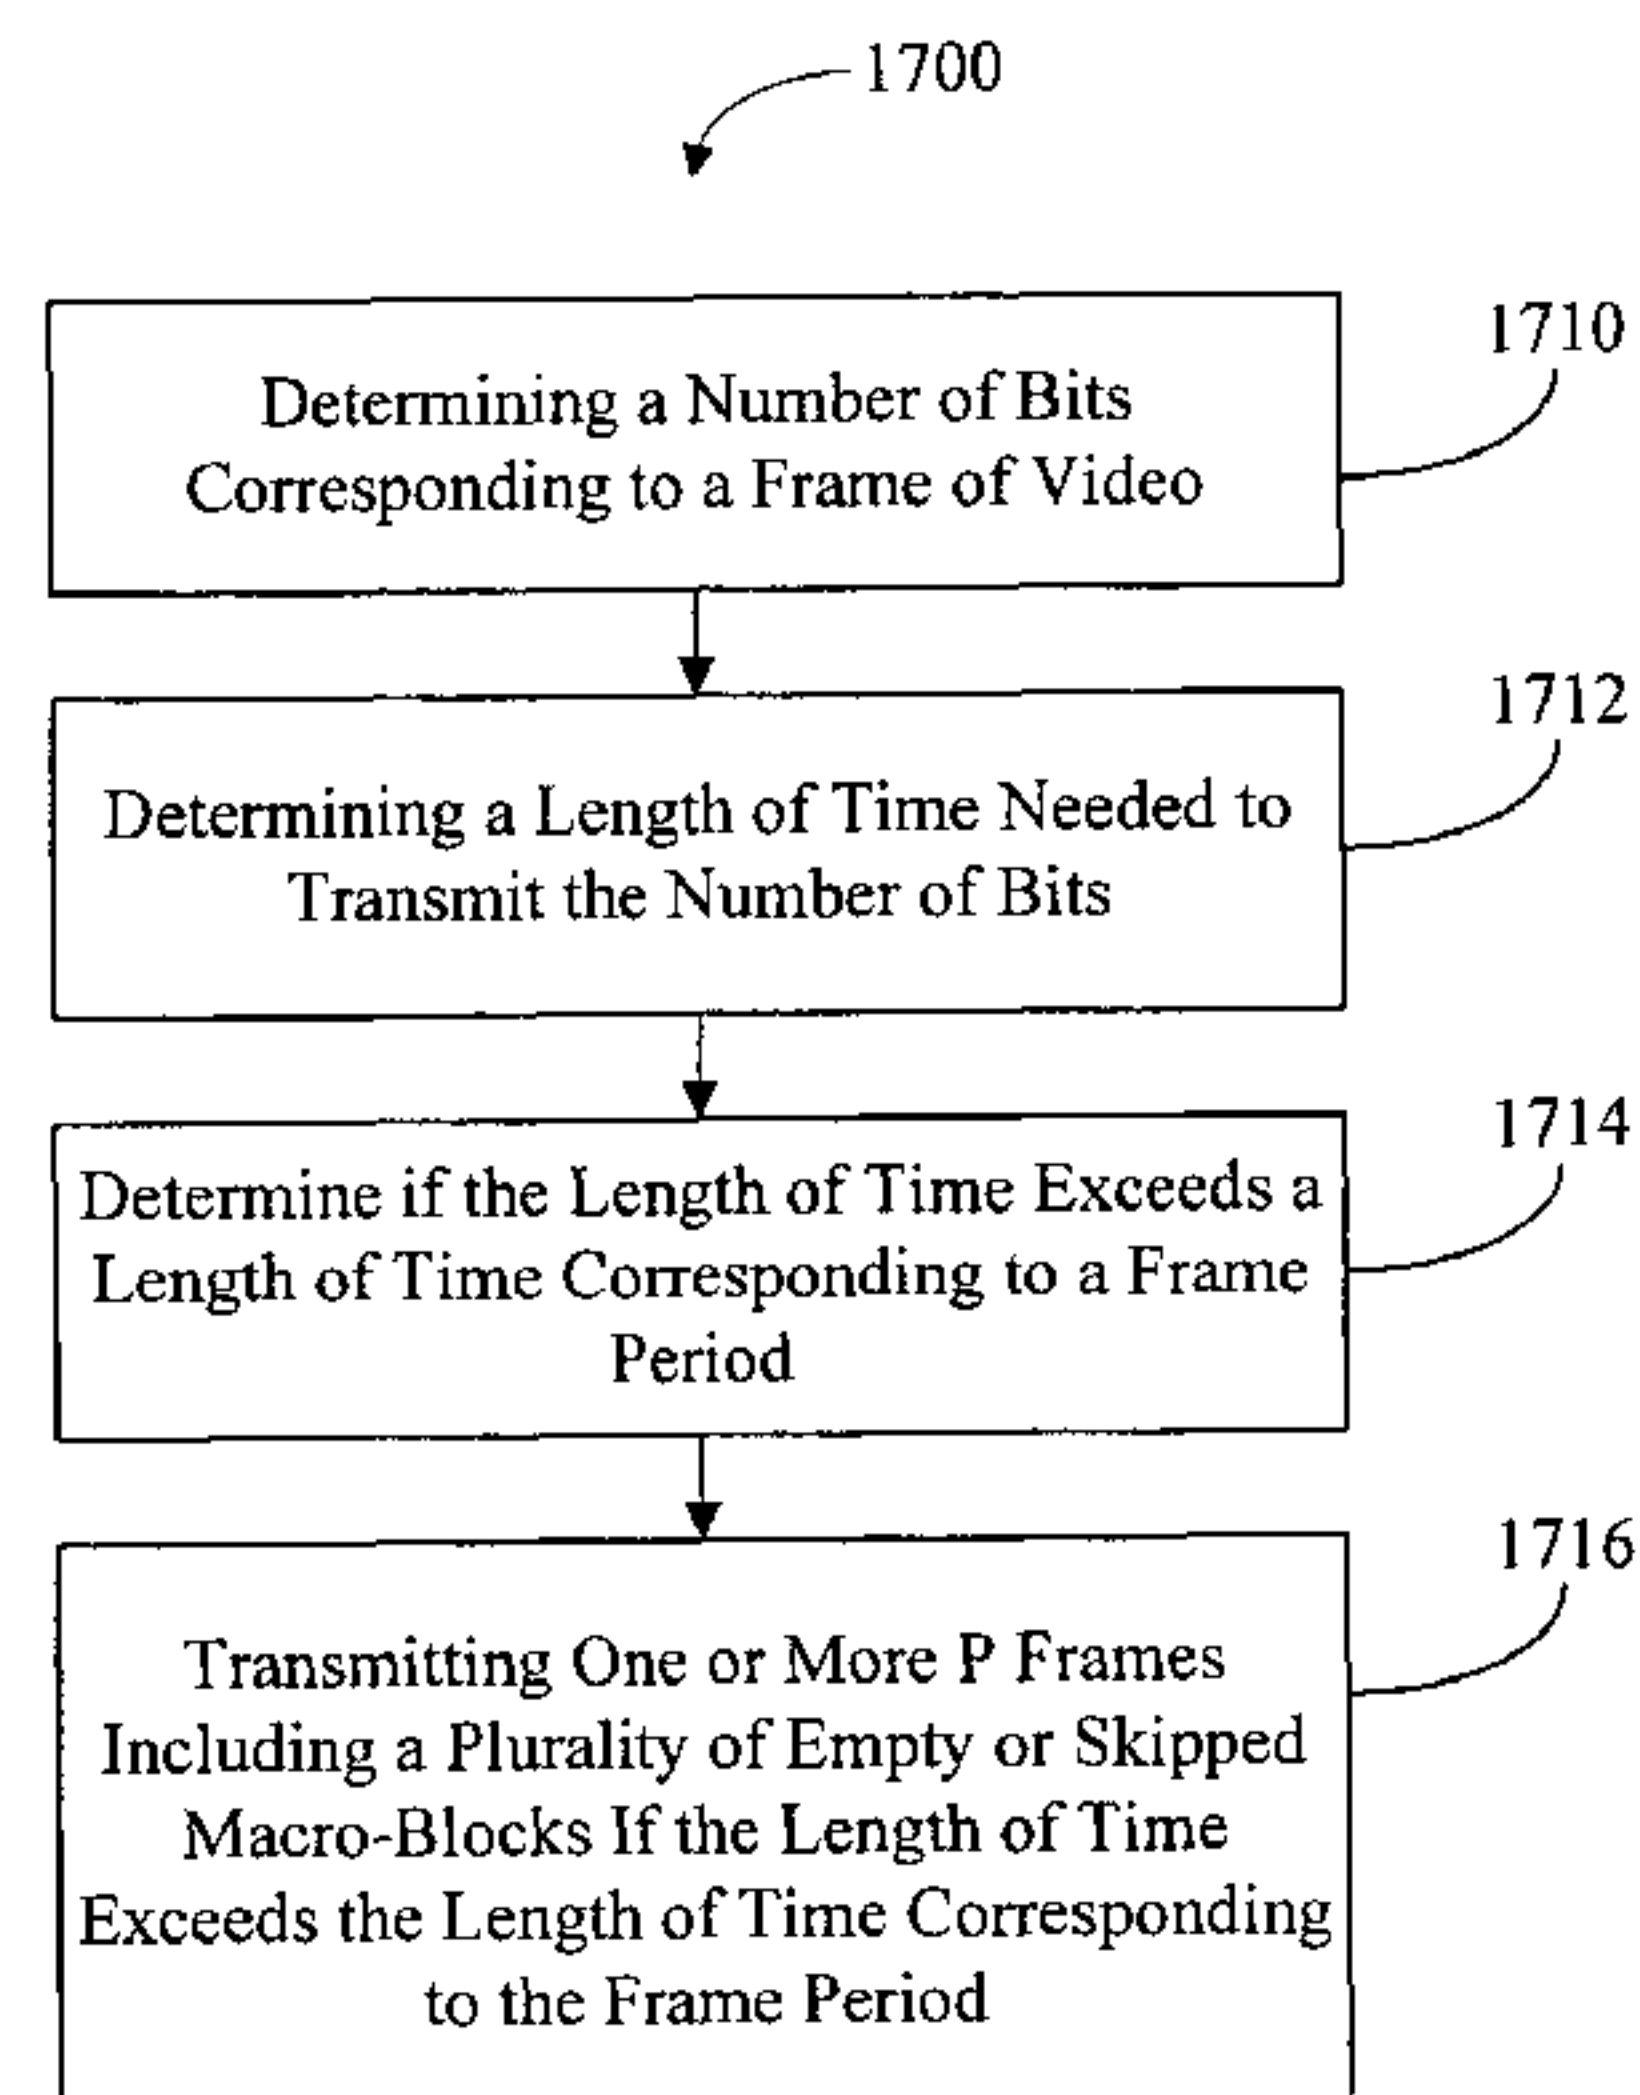 1700
1710
Determining a Number of Bits
Corresponding to a Frame of Video
1712
Determining a Length of Time Needed to
Transmit the Number of Bits
1714
Determine if the Length of Time Exceeds a
Length of Time Corresponding to a Frame
Period
1716
Transmitting One or More P Frames
Including a Plurality of Empty or Skipped
Macro-Blocks If the Length of Time
Exceeds the Length of Time Corresponding
to the Frame Period